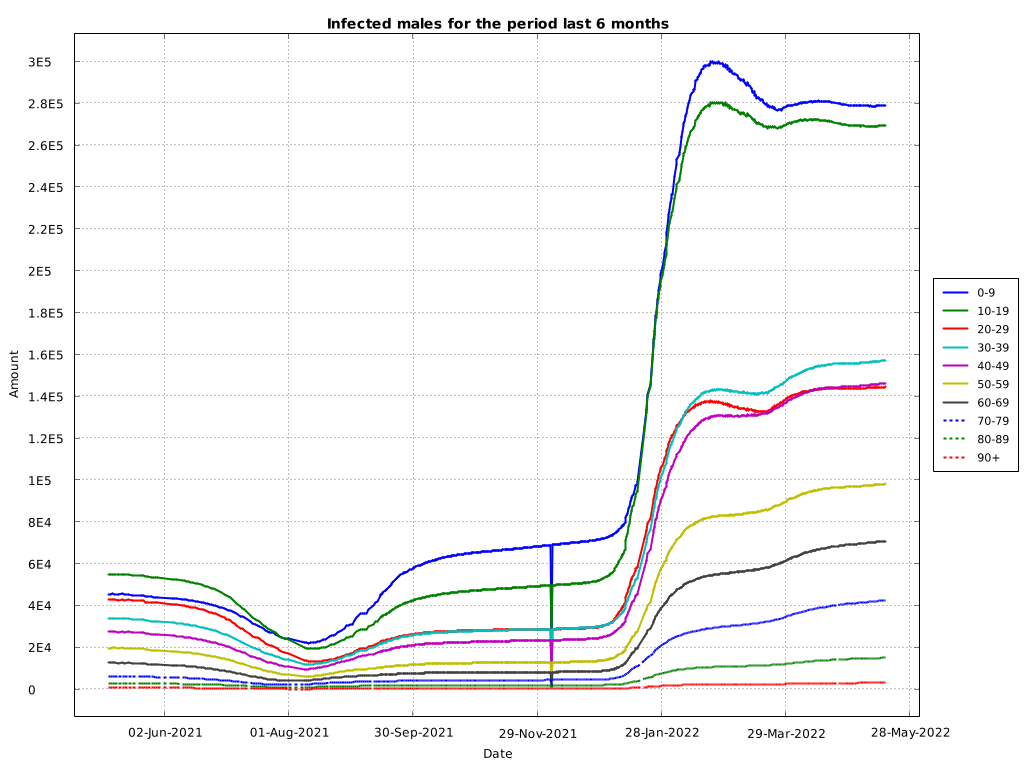 Infected males for the period last 6 months
3E5
2.8E5
2.6E5
2.4E5
2.2E5
2E5
1.8E5
1.6E5
1.4E5
1.2E5
1E5
8E4
6E4
4E4
2E4
0
Amount
02-Jun-2021 01-Aug-2021 30-Sep-2021 29-Nov-2021 28-Jan-2022 29-Mar-2022 28-May-2022
Date
0-9
10-19
20-29
30-39
40-49
50-59
60-69
70-79
80-89
90+